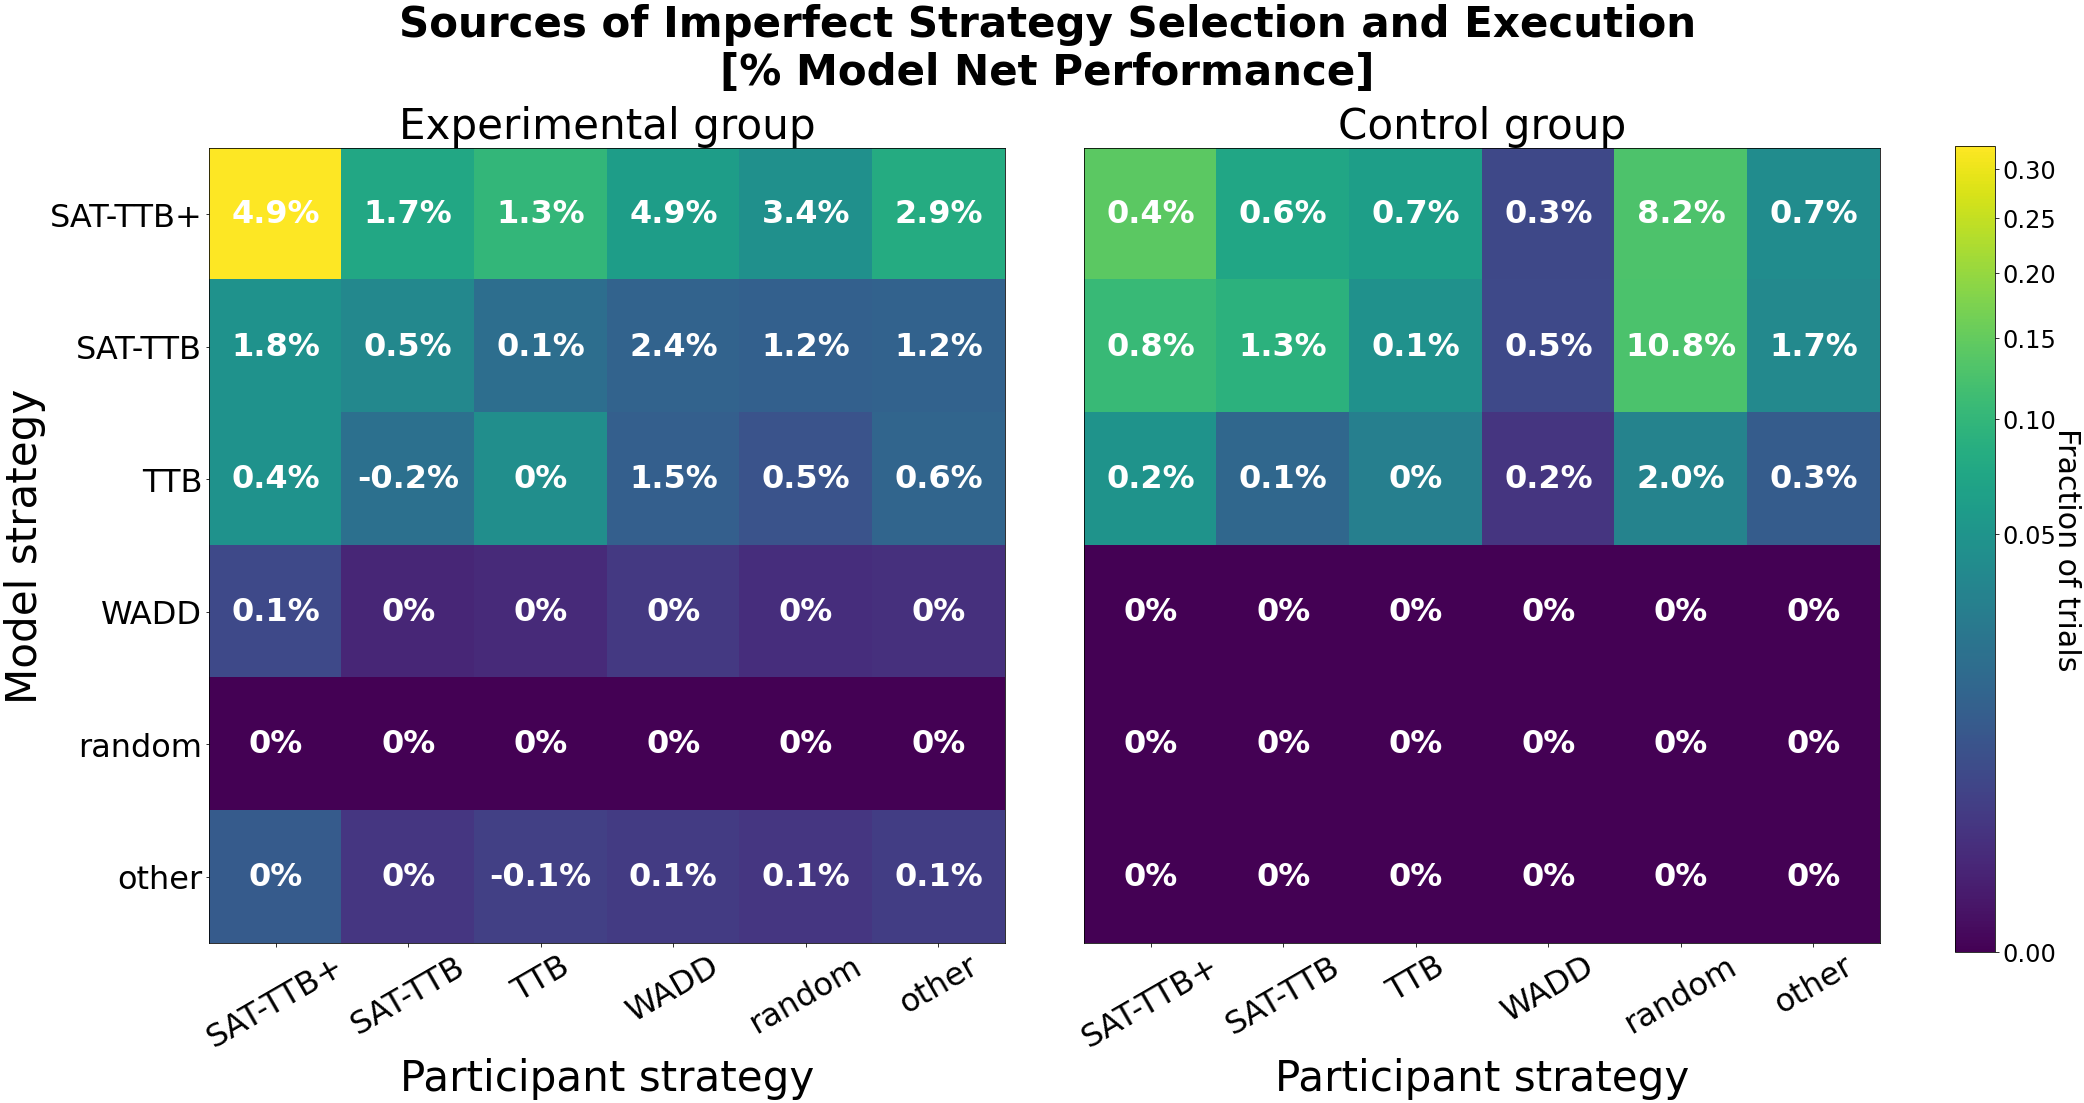 Sources of Imperfect Strategy Selection and Execution
[% Model Net Performance]
Experimental group
Control group
Model strategy
SAT-TTB+ 4.9% 1.7% 1.3% 4.9% 3.4% 2.9% 0.4% 0.6% 0.7% 0.3% 8.2% 0.7%
SAT-TTB 1.8% 0.5% 0.1% 2.4% 1.2% 1.2% 0.8% 1.3% 0.1% 0.5% 10.8% 1.7%
TTB 0.4% -0.2% 0% 1.5% 0.5% 0.6% 0.2% 0.1% 0% 0.2% 2.0% 0.3%
WADD 0.1% 0% 0% 0% 0% 0% 0% 0% 0% 0% 0% 0%
random 0% 0% 0% 0% 0% 0% 0% 0% 0% 0% 0% 0%
other 0% 0% -0.1% 0.1% 0.1% 0.1% 0% 0% 0% 0% 0% 0%
SAT-TTB+ SAT-TTB TTB WADD random other
SAT-TTB+ SAT-TTB TTB WADD random other
Participant strategy
Participant strategy
0.30
0.25
0.20
0.15
0.10
0.05
0.00
Fraction of trials